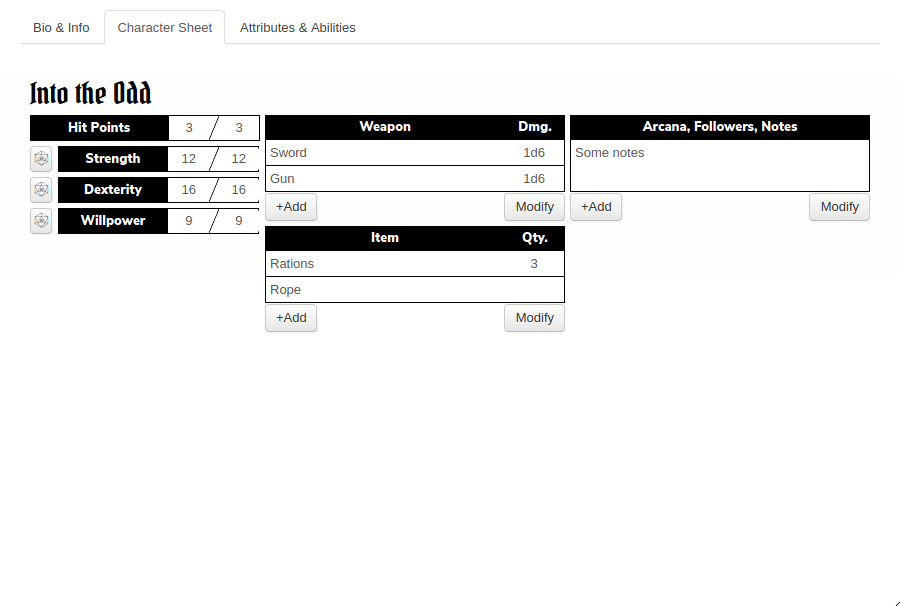 Bio & Info Character Sheet Attributes & Abilities
Into the Odd
Hit Points 3 / 3
Strength 12 / 12
Dexterity 16 / 16
Willpower 9 / 9
Weapon Dmg.
Sword 1d6
Gun 1d6
+Add Modify
Item Qty.
Rations 3
Rope
+Add Modify
Arcana, Followers, Notes
Some notes
+Add Modify